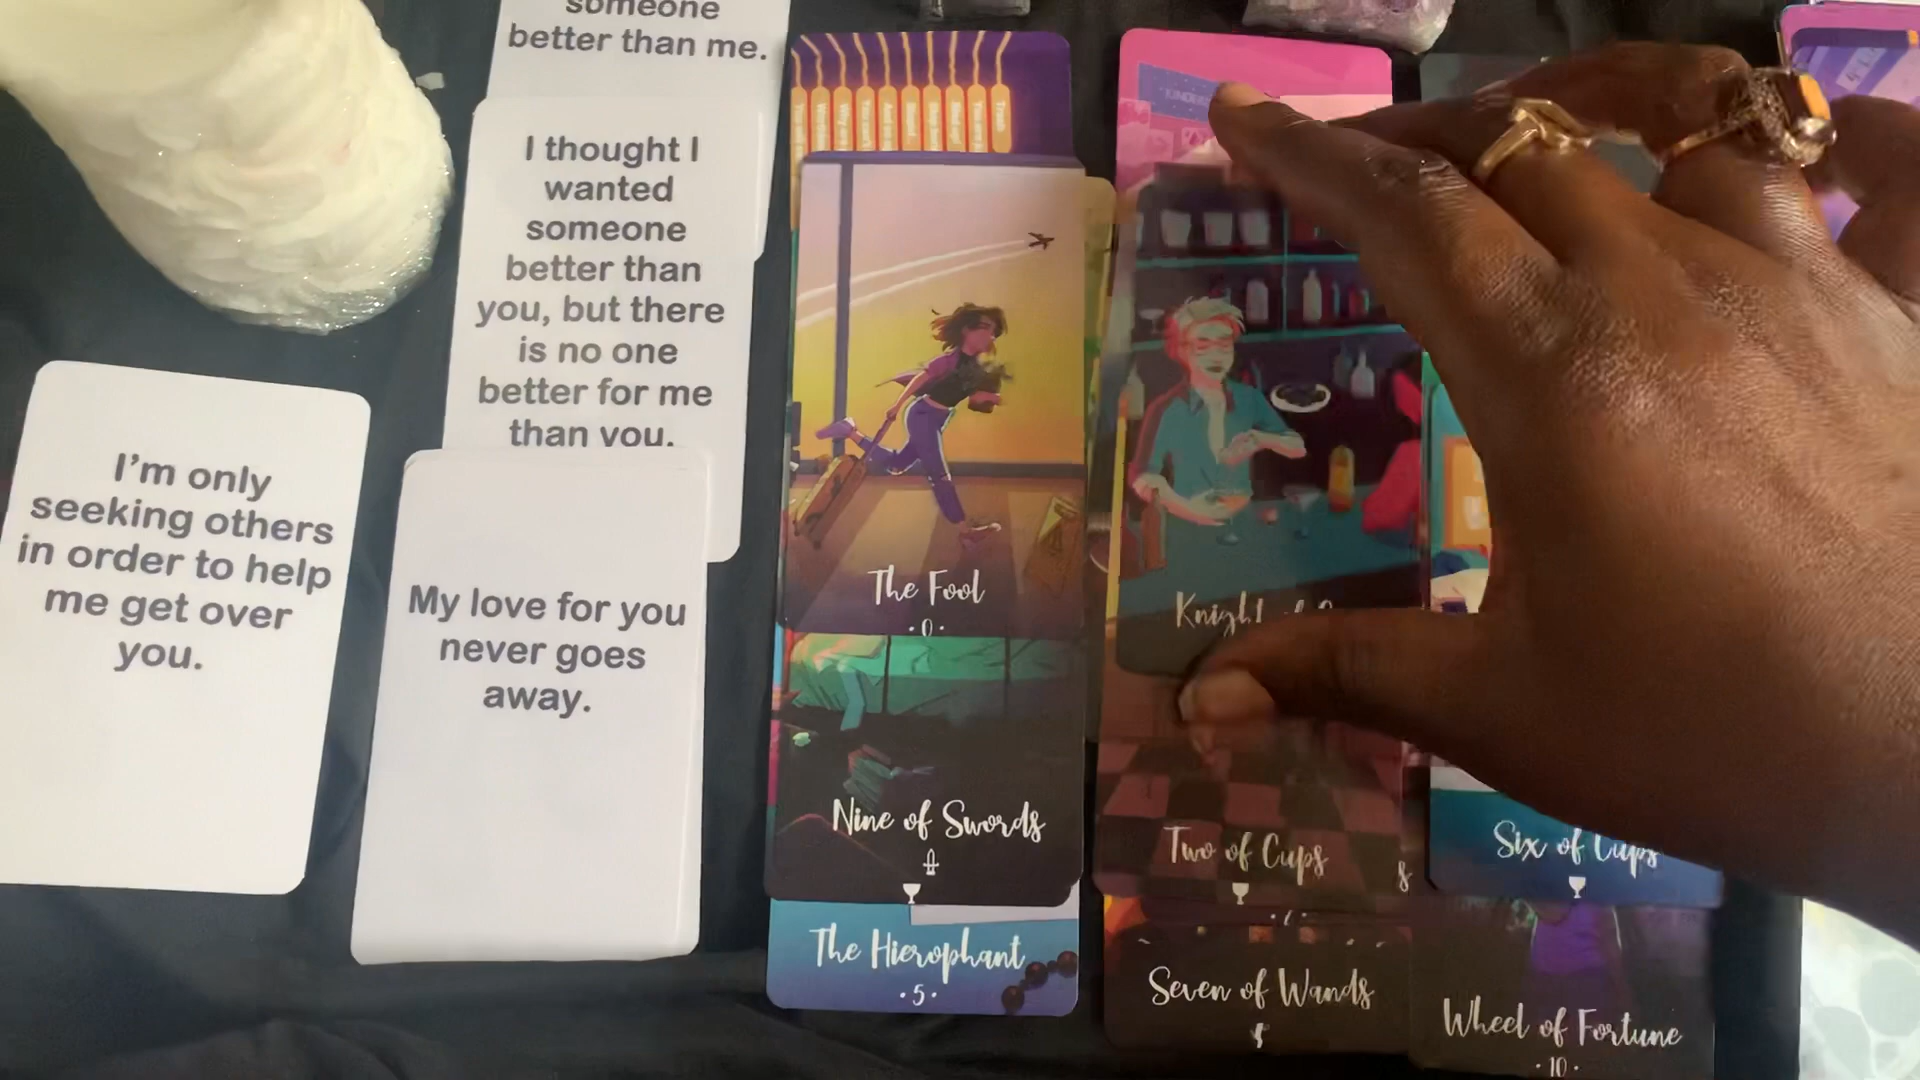 someone
better than me.
I thought I
wanted
someone
better than
you, but there
is no one
better for me
than you.
I'm only
seeking others
in order to help
me get over
you.
My love for you
never goes
away.
The Fool
·0·
Nine of Swords
The Hierophant
·5·
Knight
Two of Cups
Seven of Wands
Six of Cups
Wheel of Fortune
·10·